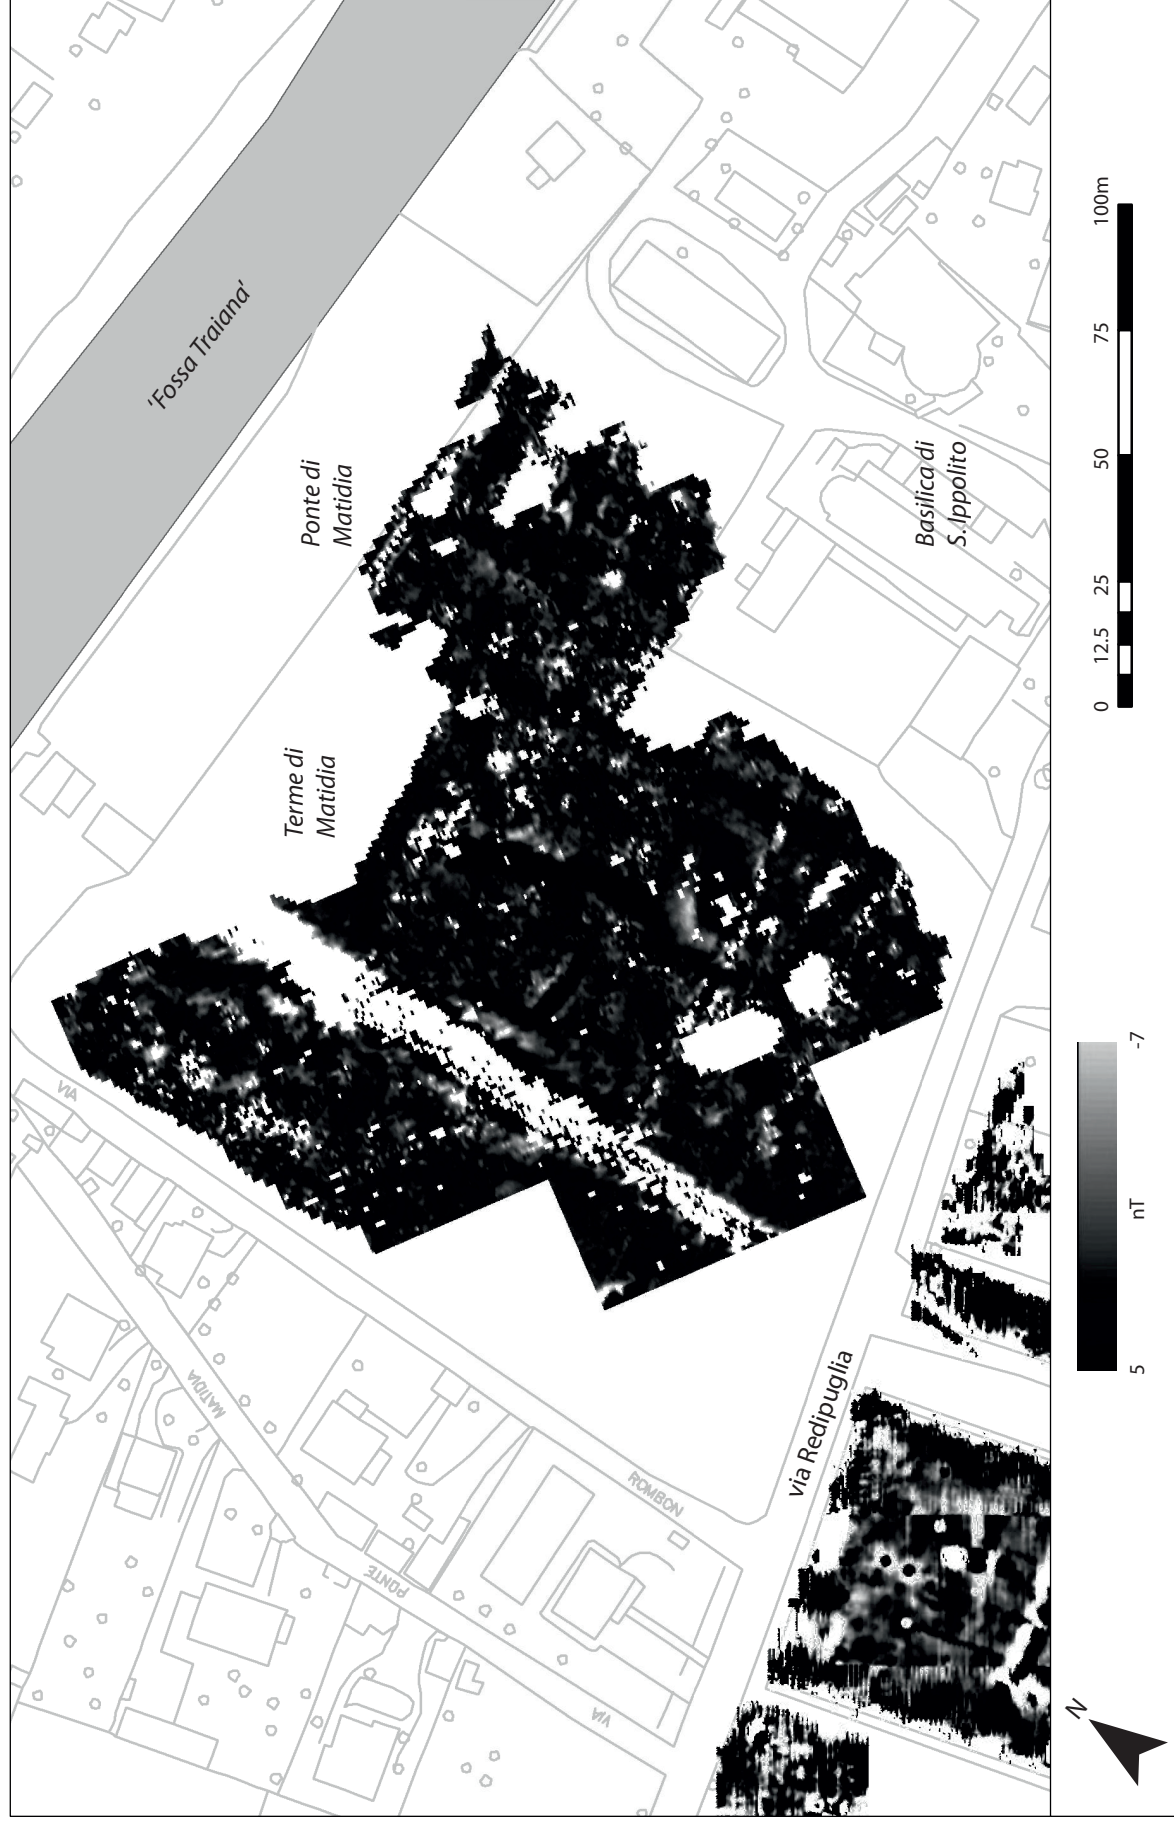 'Fossa Traiana'
Ponte di
Matidia
Terme di
Matidia
Basilica di
S.Ippolito
VIA
MATIDIA
PONTE
VIA
ROMBON
via Redipuglia
0 12.5 25 50 75 100m
5 nT -7
N